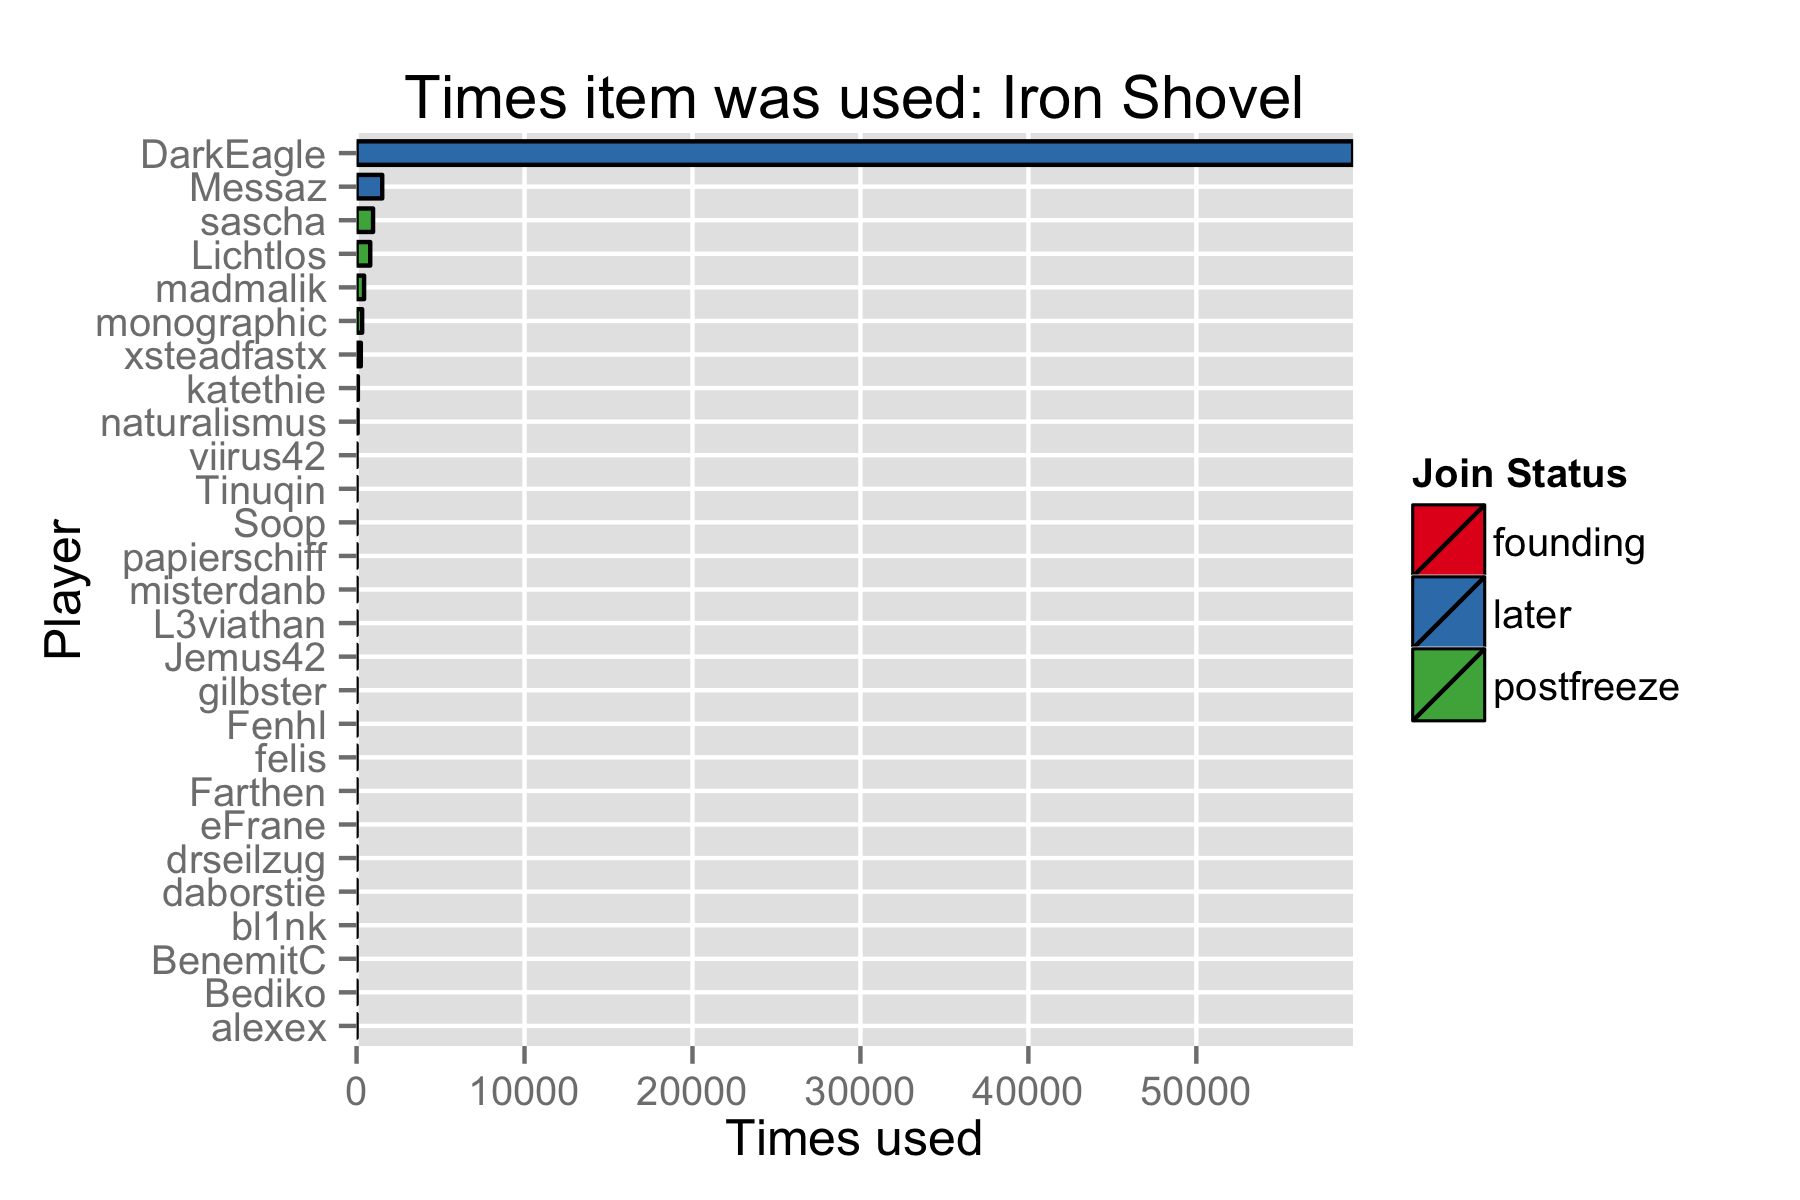 Times item was used: Iron Shovel
DarkEagle
Messaz
sascha
Lichtlos
madmalik
monographic
xsteadfastx
katethie
naturalismus
viirus42
Tinuqin
Soop
papierschiff
misterdanb
L3viathan
Jemus42
gilbster
Fenhl
felis
Farthen
eFrane
drseilzug
daborstie
bl1nk
BenemitC
Bediko
alexex
Player
0 10000 20000 30000 40000 50000
Times used
Join Status
founding
later
postfreeze